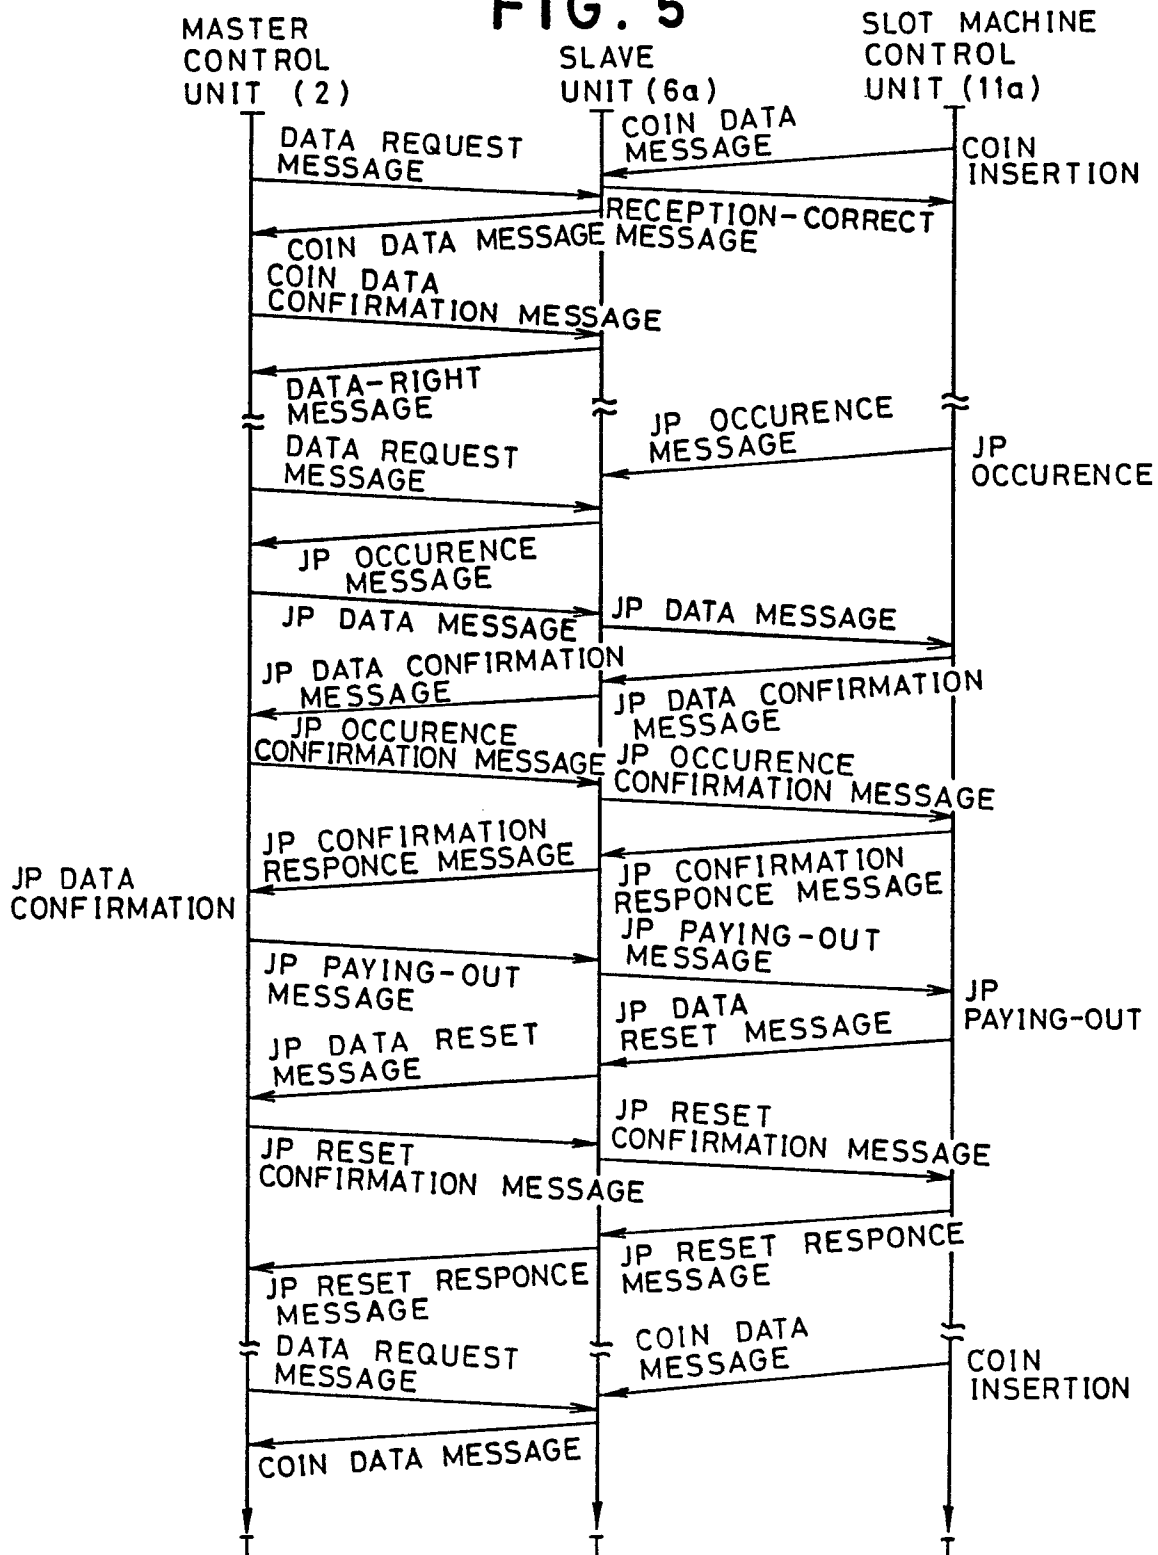 FIG. 5
MASTER
CONTROL
UNIT (2)
SLAVE
UNIT (6a)
SLOT MACHINE
CONTROL
UNIT (11a)
DATA REQUEST
MESSAGE
COIN DATA
MESSAGE
COIN
INSERTION
RECEPTION-CORRECT
MESSAGE
COIN DATA MESSAGE
COIN DATA
CONFIRMATION MESSAGE
DATA-RIGHT
MESSAGE
JP OCCURENCE
MESSAGE
JP
OCCURENCE
DATA REQUEST
MESSAGE
JP OCCURENCE
MESSAGE
JP DATA MESSAGE
JP DATA MESSAGE
JP DATA CONFIRMATION
MESSAGE
JP DATA CONFIRMATION
MESSAGE
JP OCCURENCE
CONFIRMATION MESSAGE
JP OCCURENCE
CONFIRMATION MESSAGE
JP CONFIRMATION
RESPONCE MESSAGE
JP CONFIRMATION
RESPONCE MESSAGE
JP DATA
CONFIRMATION
JP PAYING-OUT
MESSAGE
JP PAYING-OUT
MESSAGE
JP
PAYING-OUT
JP DATA
RESET MESSAGE
JP DATA RESET
MESSAGE
JP RESET
CONFIRMATION MESSAGE
JP RESET
CONFIRMATION MESSAGE
JP RESET RESPONCE
MESSAGE
JP RESET RESPONCE
MESSAGE
DATA REQUEST
MESSAGE
COIN DATA
MESSAGE
COIN
INSERTION
COIN DATA MESSAGE
T
T
T